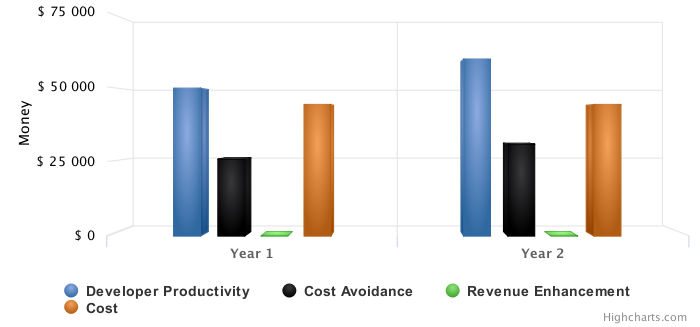 $ 75 000
$ 50 000
$ 25 000
$ 0
Money
Year 1
Year 2
Developer Productivity
Cost Avoidance
Revenue Enhancement
Cost
Highcharts.com